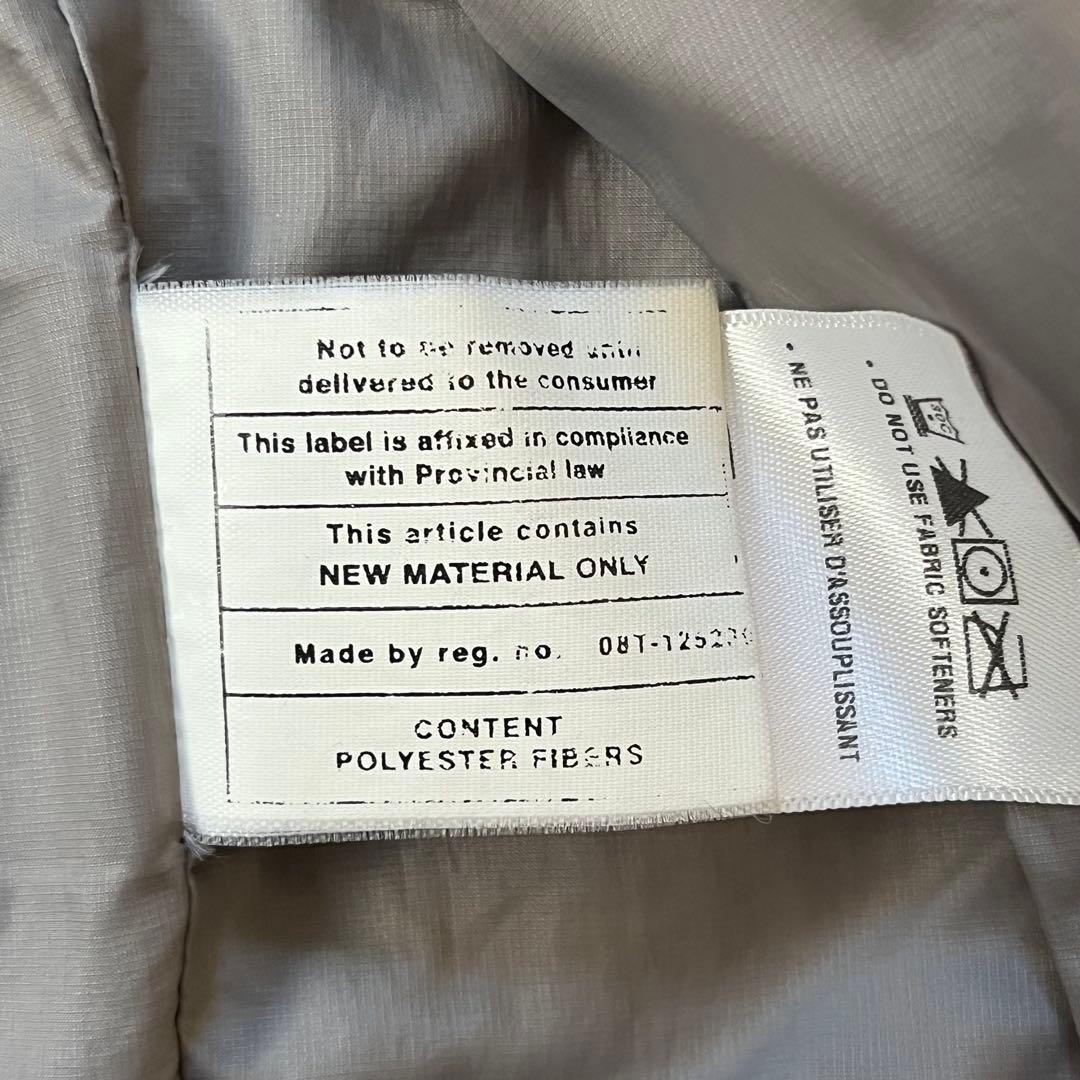 Not to be removed until
delivered to the consumer
This label is affixed in compliance
with Provincial law
This article contains
NEW MATERIAL ONLY
Made by reg. no.
CONTENT
POLYESTER FIBERS
• NE PAS UTILISER D'ASSOUPLISSANT
• DO NOT USE FABRIC SOFTENERS
30C